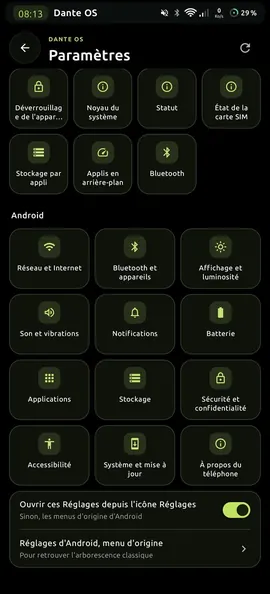 08:13 Dante OS 0 K/s 29 %
DANTE OS
Paramètres
Déverrouillag
e de l'appar...
Noyau du
système
Statut
État de la
carte SIM
Stockage par
appli
Applis en
arrière-plan
Bluetooth
Android
Réseau et Internet
Bluetooth et
appareils
Affichage et
luminosité
Son et vibrations
Notifications
Batterie
Applications
Stockage
Sécurité et
confidentialité
Accessibilité
Système et mise à
jour
À propos du
téléphone
Ouvrir ces Réglages depuis l'icône Réglages
Sinon, les menus d'origine d'Android
Réglages d'Android, menu d'origine
Pour retrouver l'arborescence classique